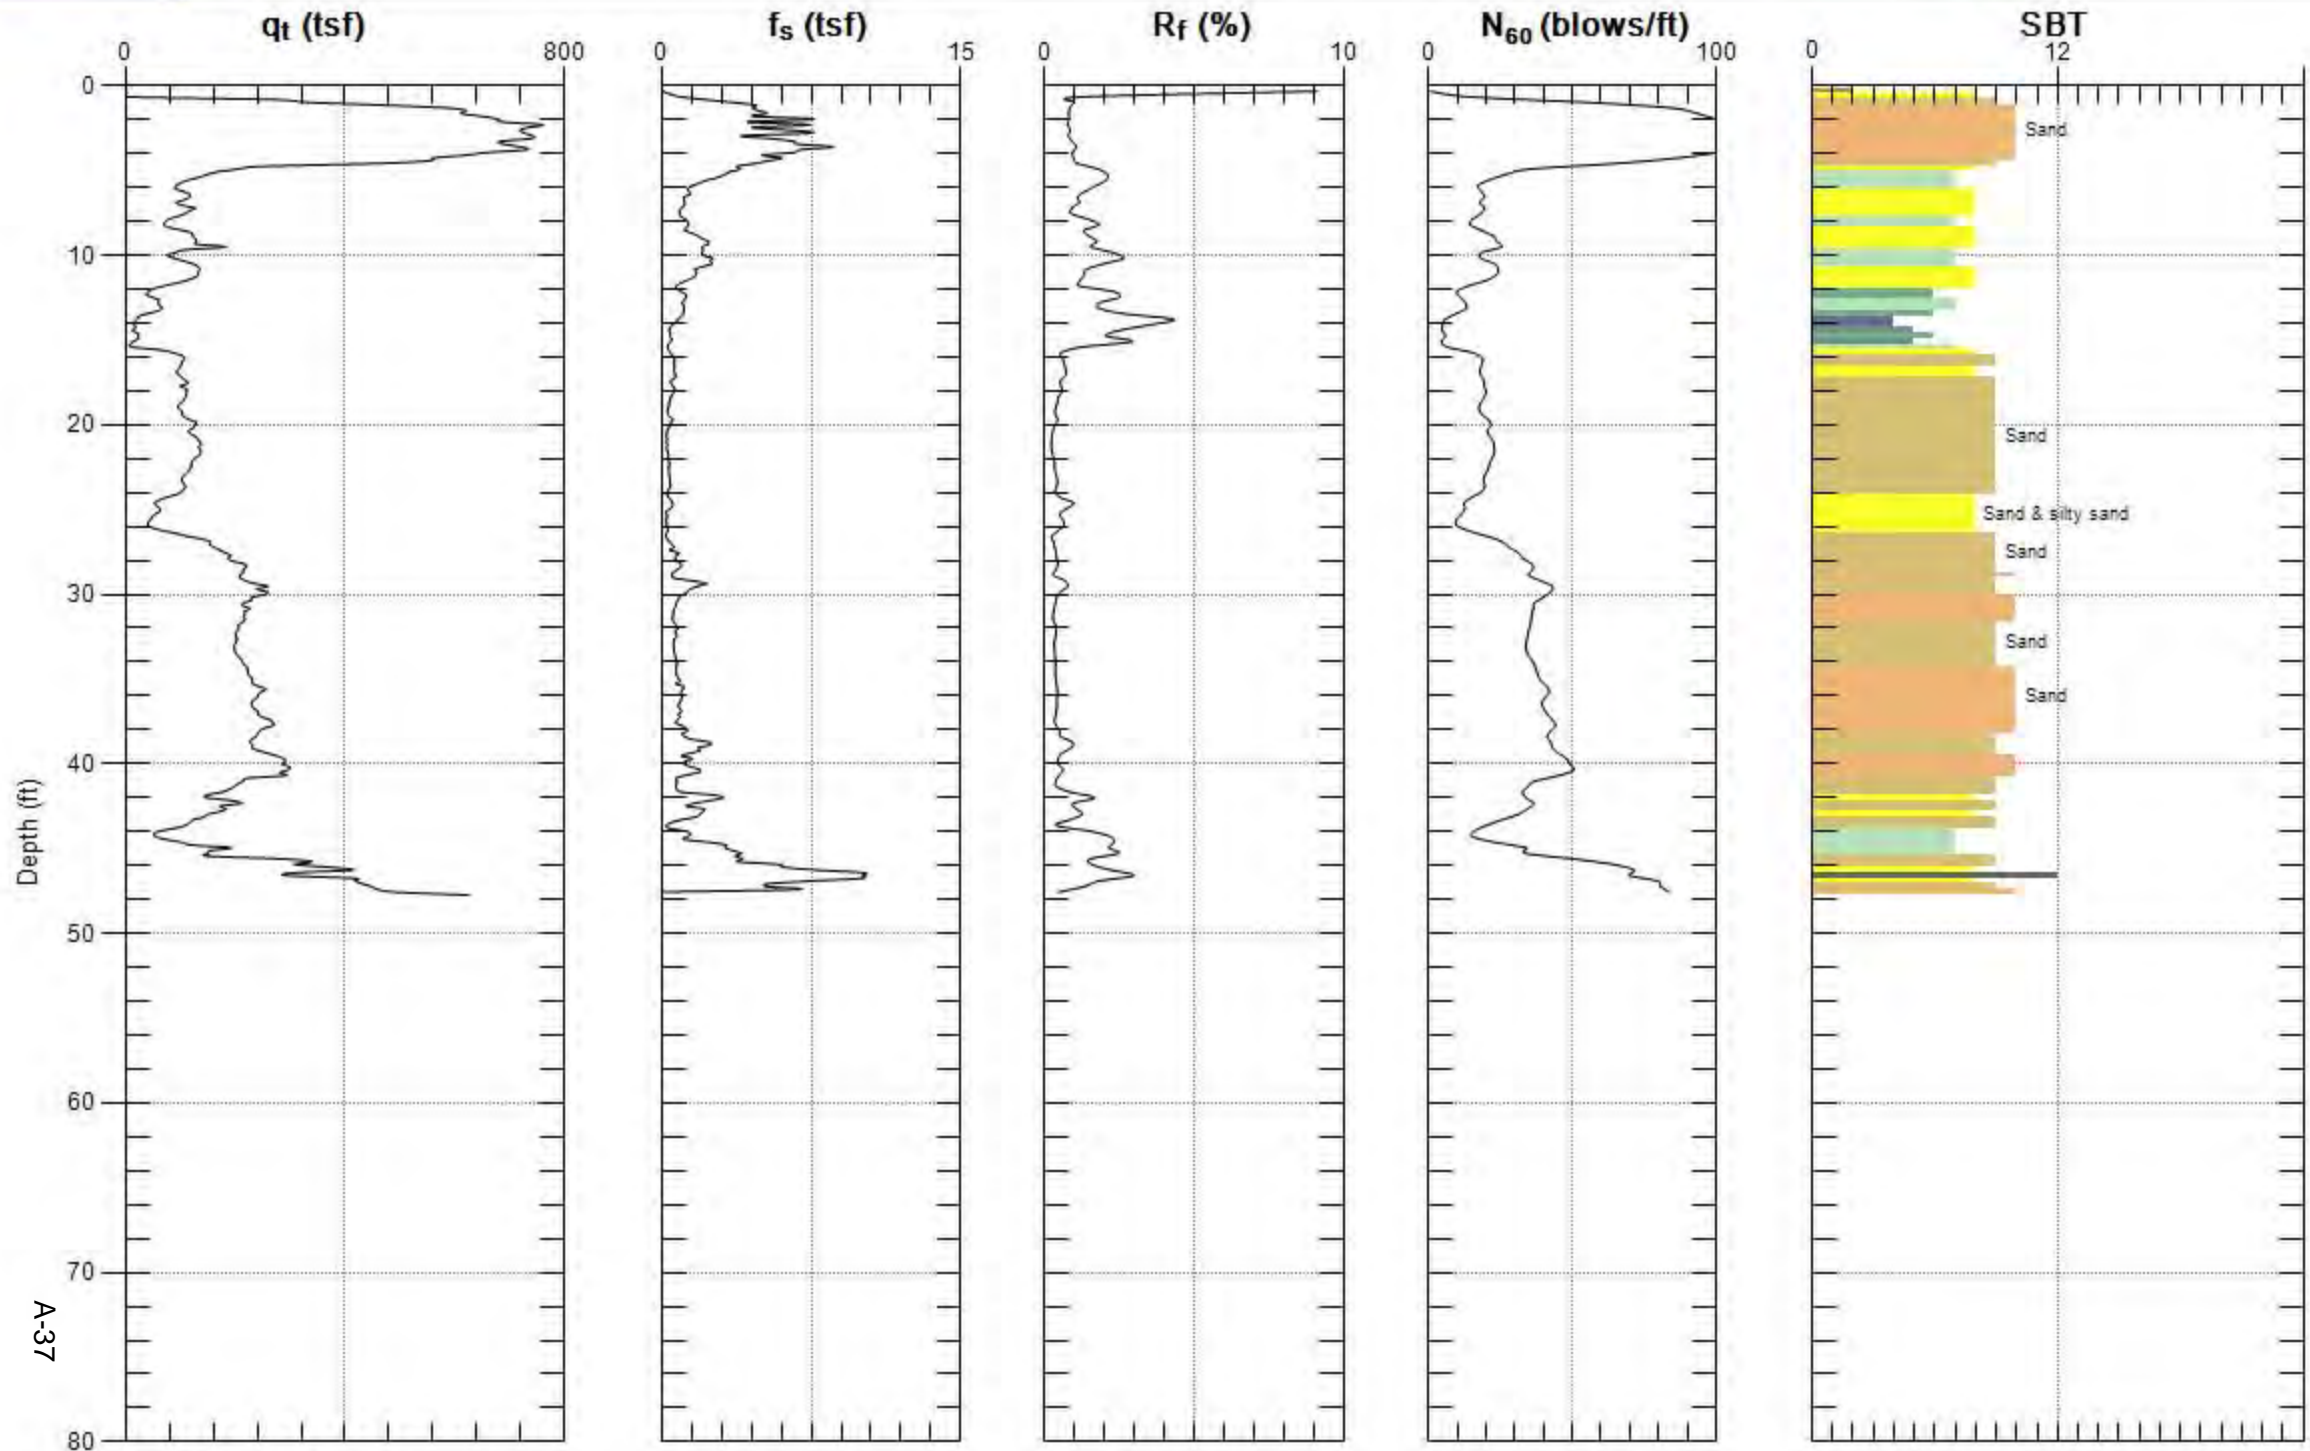 qt (tsf) fs (tsf) Rf (%) N60 (blows/ft) SBT
0 800 0 15 0 10 0 100 0 12
0
Sand
10
20
Sand
Sand & silty sand
Sand
30
Sand
Sand
40
Depth (ft)
50
60
70
A-37
80